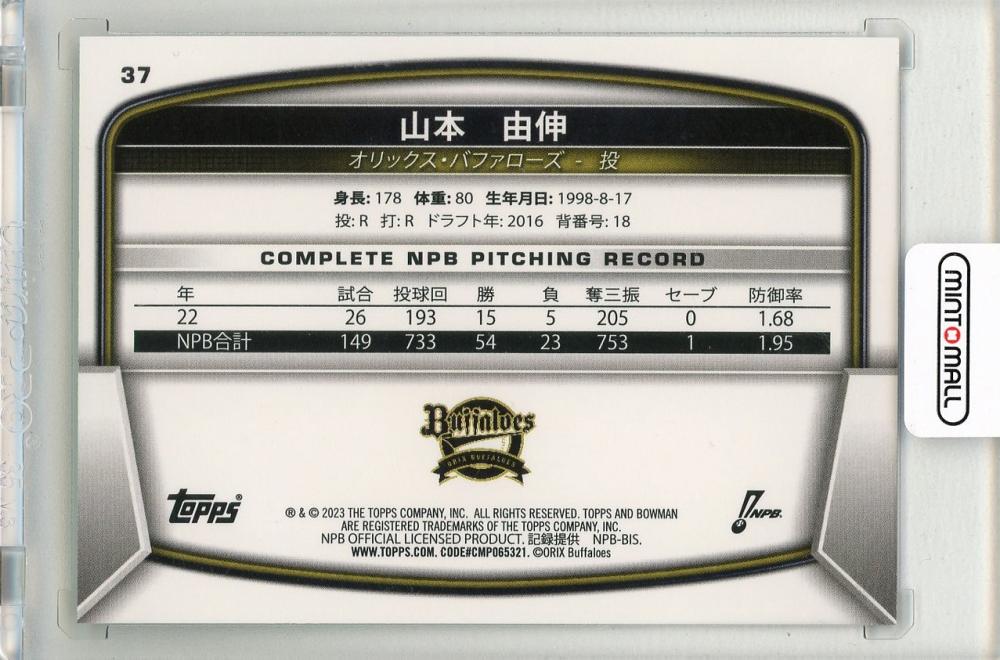 37
山本 由伸
オリックス・バファローズ - 投
身長: 178 体重: 80 生年月日: 1998-8-17
投: R 打: R ドラフト年: 2016 背番号: 18
COMPLETE NPB PITCHING RECORD
年 試合 投球回 勝 負 奪三振 セーブ 防御率
22 26 193 15 5 205 0 1.68
NPB合計 149 733 54 23 753 1 1.95
Buffaloes
ORIX BUFFALOES
TOPPS®
® & © 2023 THE TOPPS COMPANY, INC. ALL RIGHTS RESERVED. TOPPS AND BOWMAN
ARE REGISTERED TRADEMARKS OF THE TOPPS COMPANY, INC.
NPB OFFICIAL LICENSED PRODUCT. 記録提供 NPB-BIS.
WWW.TOPPS.COM. CODE#CMP065321. ©ORIX Buffaloes
NPB.
MINTOMALL